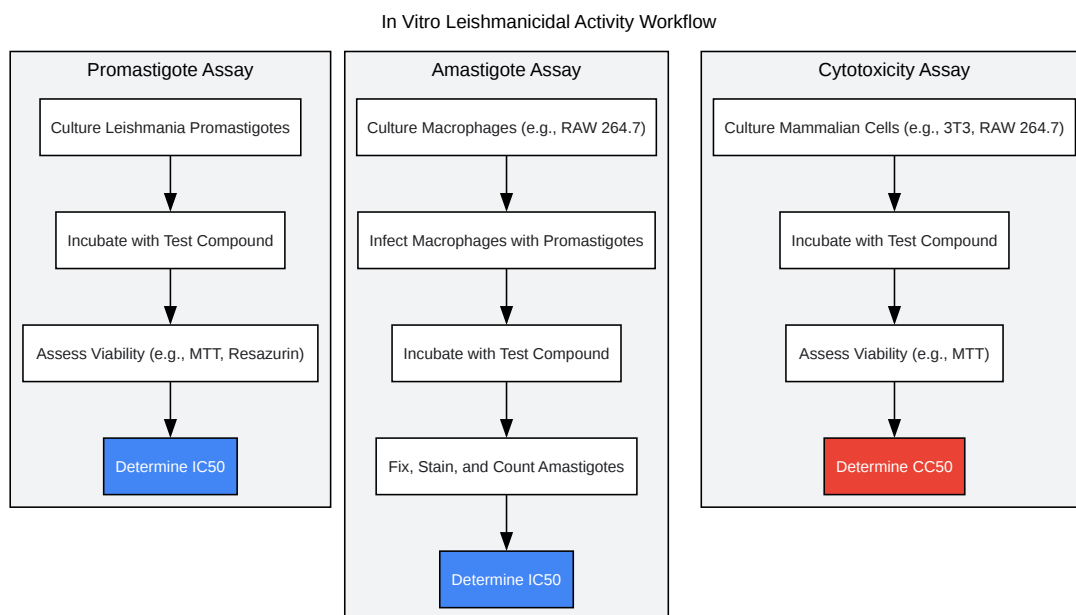 In Vitro Leishmanicidal Activity Workflow
Promastigote Assay
Culture Leishmania Promastigotes
Incubate with Test Compound
Assess Viability (e.g., MTT, Resazurin)
Determine IC50
Amastigote Assay
Culture Macrophages (e.g., RAW 264.7)
Infect Macrophages with Promastigotes
Incubate with Test Compound
Fix, Stain, and Count Amastigotes
Determine IC50
Cytotoxicity Assay
Culture Mammalian Cells (e.g., 3T3, RAW 264.7)
Incubate with Test Compound
Assess Viability (e.g., MTT)
Determine CC50